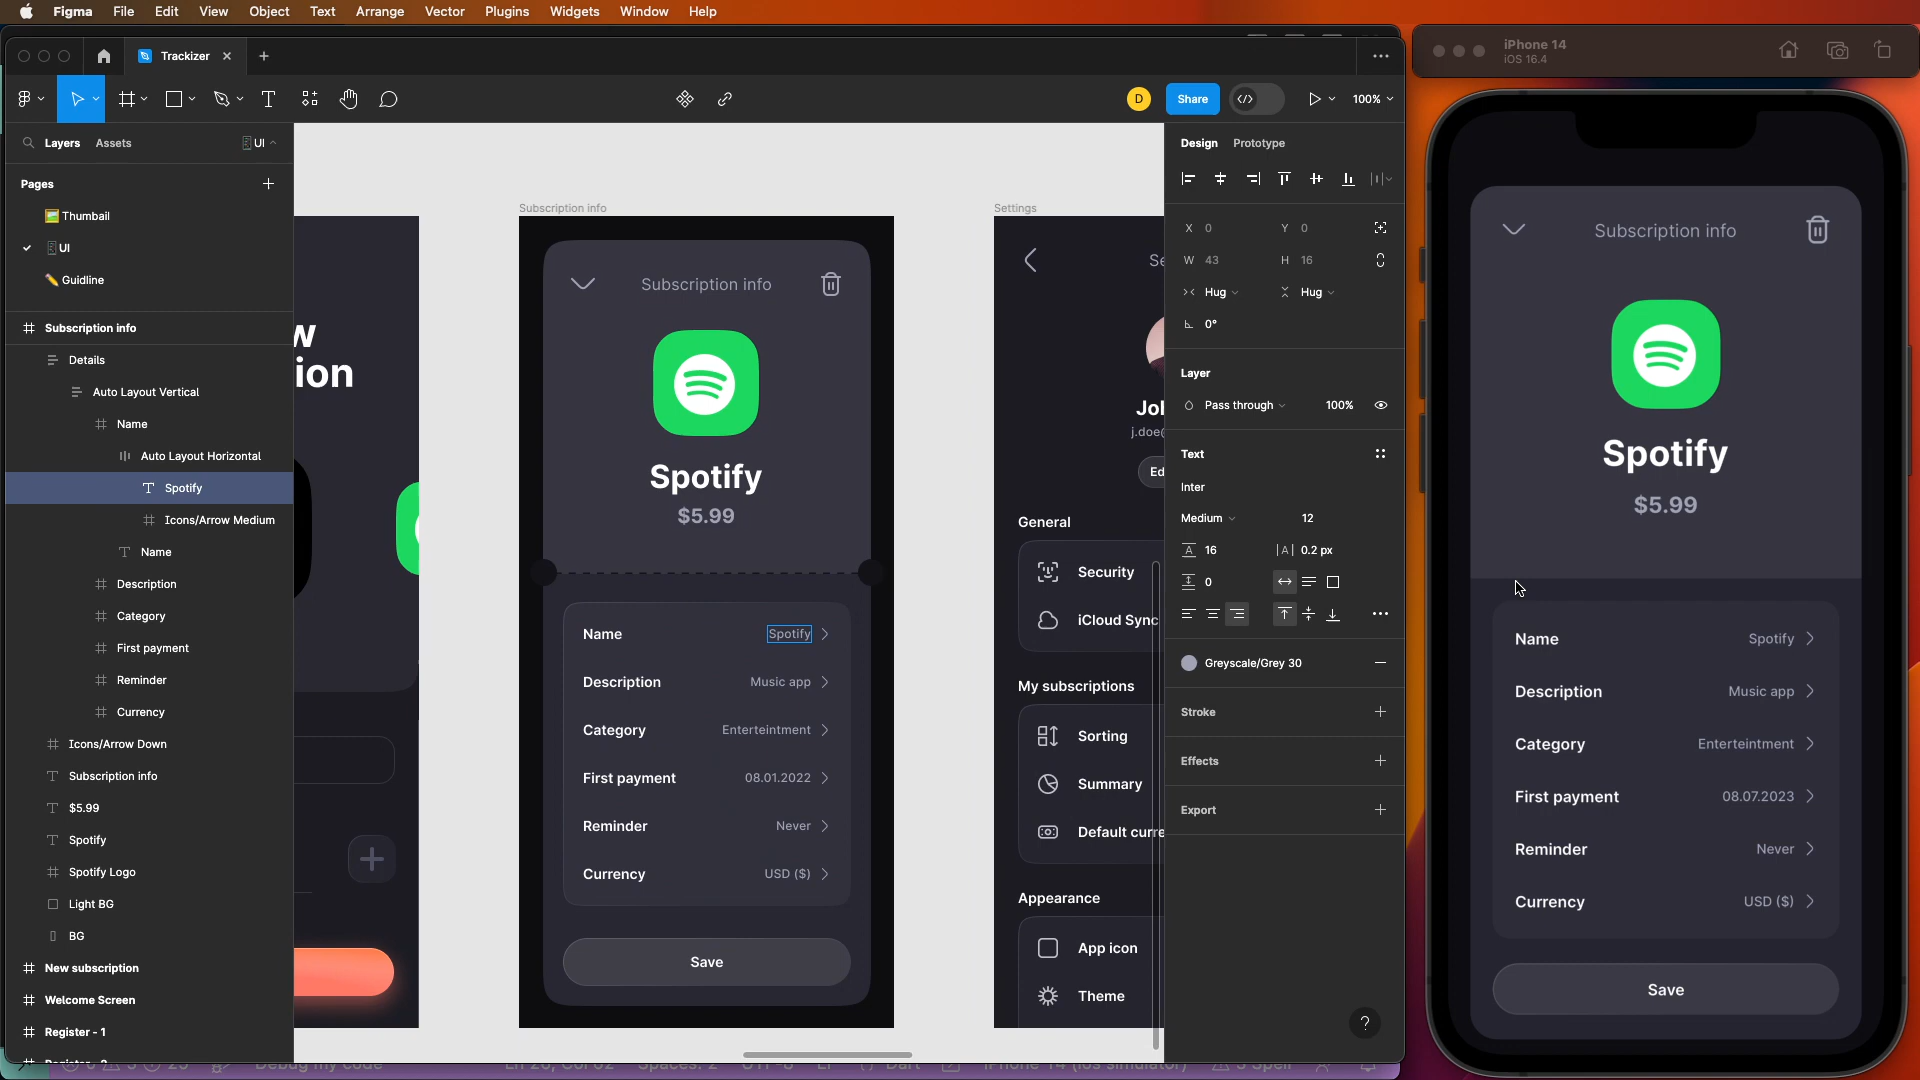 Figma File Edit View Object Text Arrange Vector Plugins Widgets Window Help
Trackizer
iPhone 14
iOS 16.4
D Share 100%
Layers Assets UI
Pages
Thumbail
UI
Guidline
Subscription info
Details
Auto Layout Vertical
Name
Auto Layout Horizontal
Spotify
Icons/Arrow Medium
Name
Description
Category
First payment
Reminder
Currency
Icons/Arrow Down
Subscription info
$5.99
Spotify
Spotify Logo
Light BG
BG
New subscription
Welcome Screen
Register - 1
w
ion
Subscription info
Subscription info
Spotify
$5.99
Name Spotify
Description Music app
Category Enterteintment
First payment 08.01.2022
Reminder Never
Currency USD ($)
Save
Settings
Se
Joh
j.doe@
Ed
General
Security
iCloud Sync
My subscriptions
Sorting
Summary
Default curre
Appearance
App icon
Theme
Design Prototype
X 0 Y 0
W 43 H 16
Hug Hug
0°
Layer
Pass through 100%
Text
Inter
Medium 12
16 |A| 0.2 px
0
Greyscale/Grey 30
Stroke
Effects
Export
?
Subscription info
Spotify
$5.99
Name Spotify
Description Music app
Category Enterteintment
First payment 08.07.2023
Reminder Never
Currency USD ($)
Save